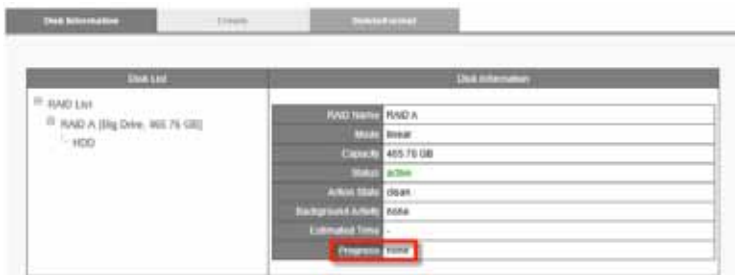 Disk Information
Create
Delete/Format
Disk List
Disk Information
RAID List
RAID A [Big Drive, 465.76 GB]
HDD
RAID Name RAID A
Mode linear
Capacity 465.76 GB
Status active
Action State clean
Background Activity none
Estimated Time -
Progress none